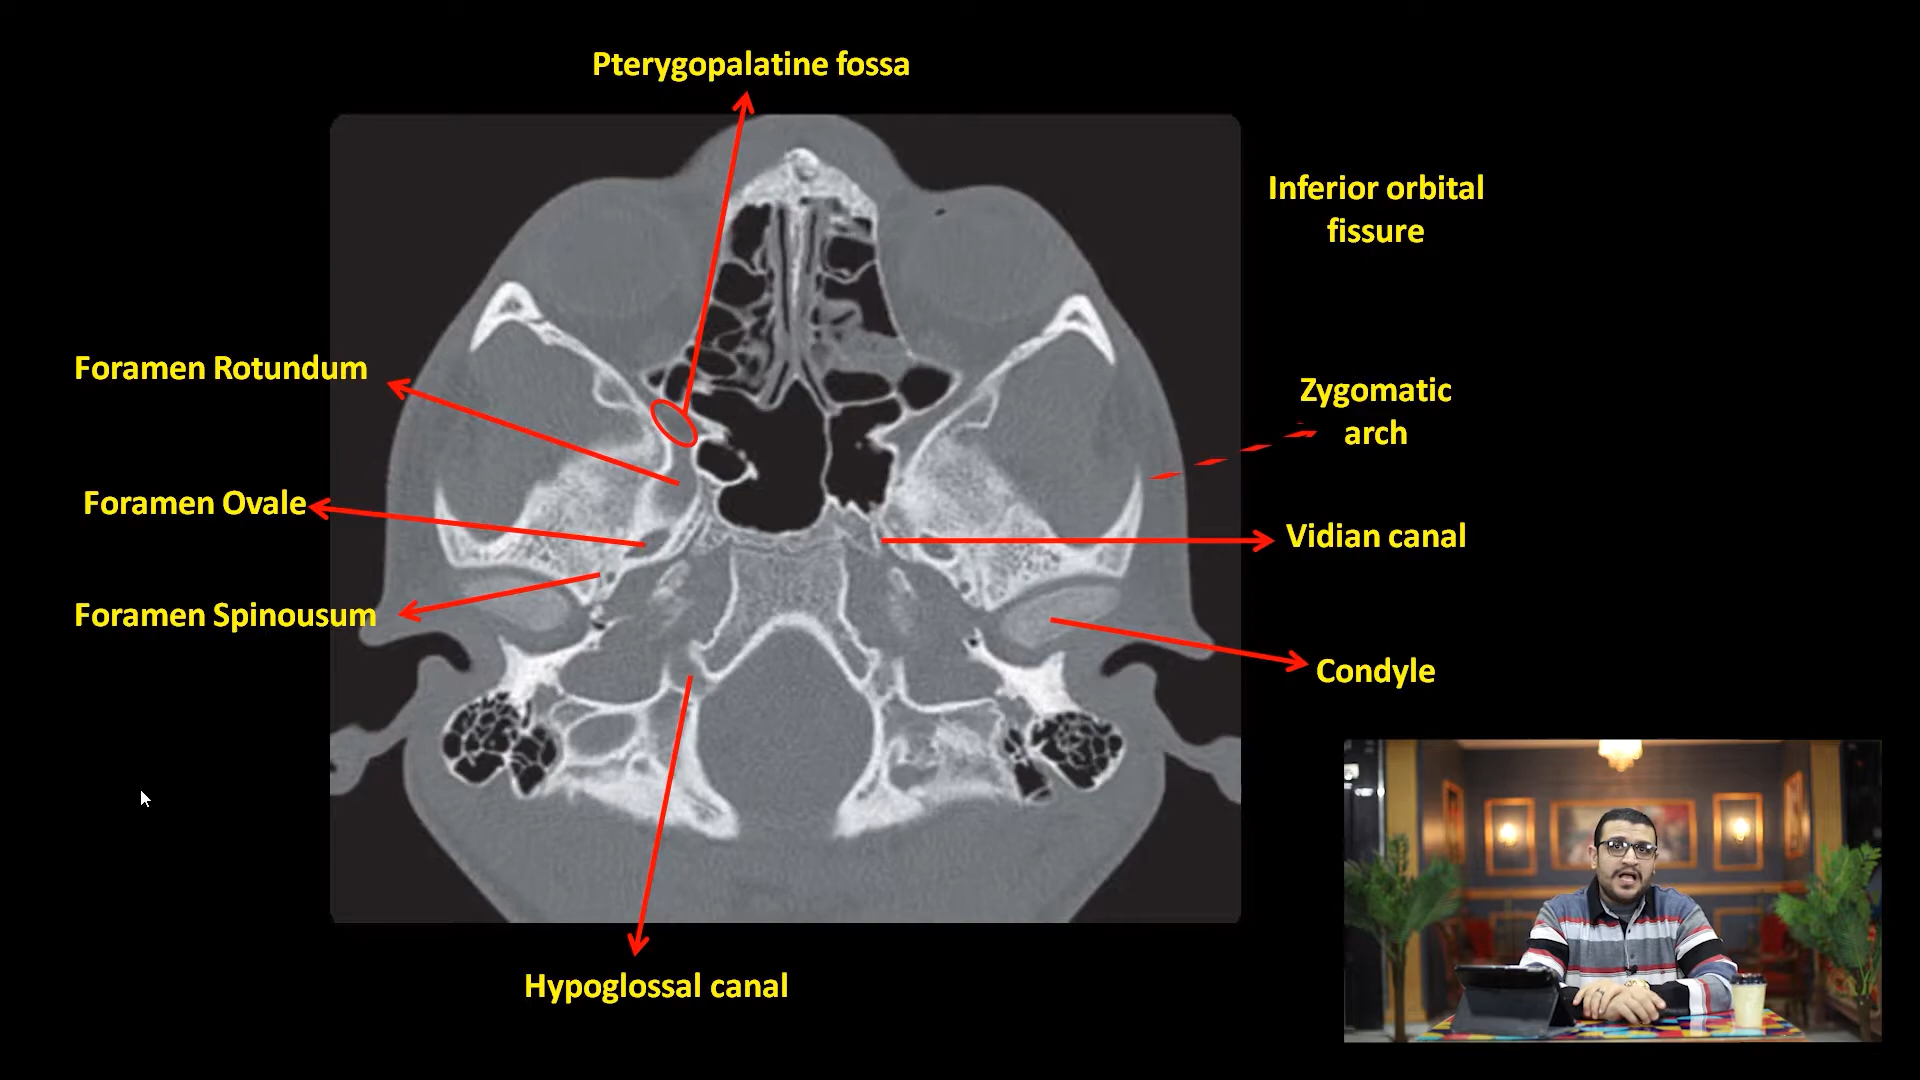 Pterygopalatine fossa
Inferior orbital
fissure
Foramen Rotundum
Zygomatic
arch
Foramen Ovale
Vidian canal
Foramen Spinousum
Condyle
Hypoglossal canal